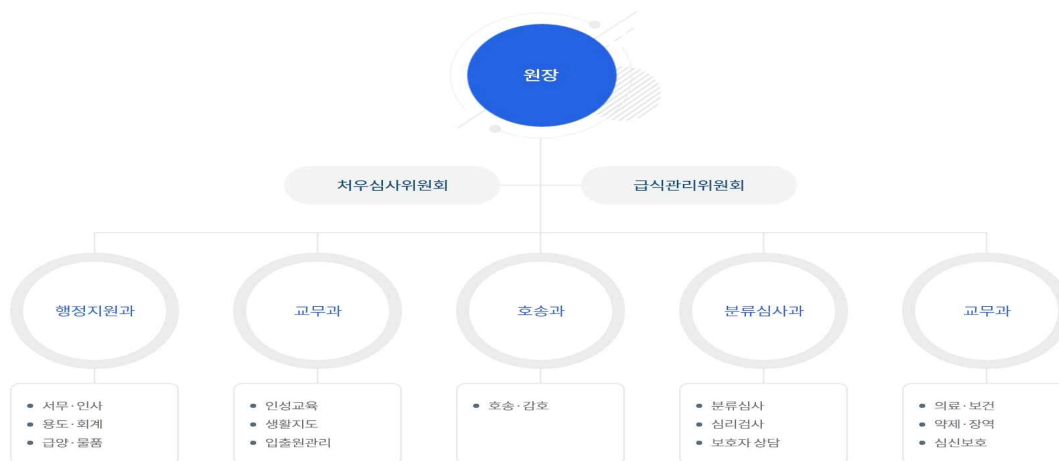 원장
처우심사위원회
급식관리위원회
행정지원과
교무과
호송과
분류심사과
교무과
서무·인사
용도·회계
급양·물품
인성교육
생활지도
입출원관리
호송·감호
분류심사
심리검사
보호자 상담
의료·보건
약제·장역
심신보호